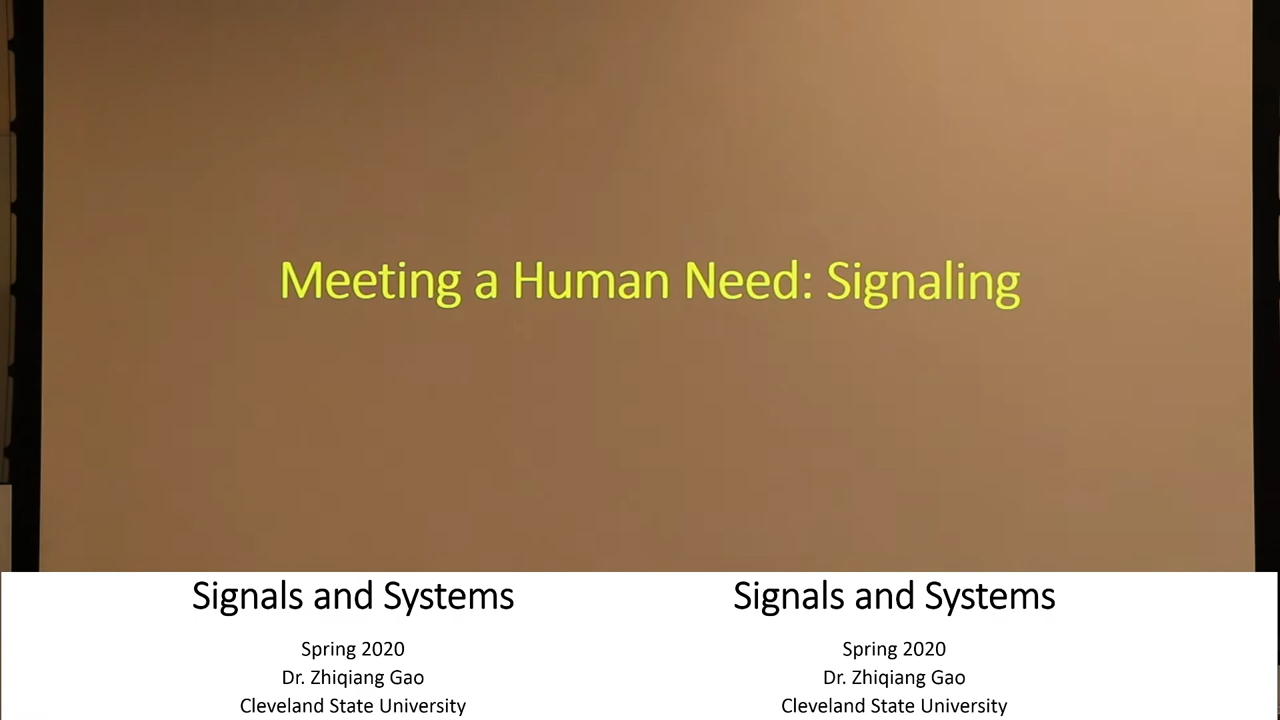 Meeting a Human Need: Signaling
Signals and Systems
Spring 2020
Dr. Zhiqiang Gao
Cleveland State University
Signals and Systems
Spring 2020
Dr. Zhiqiang Gao
Cleveland State University